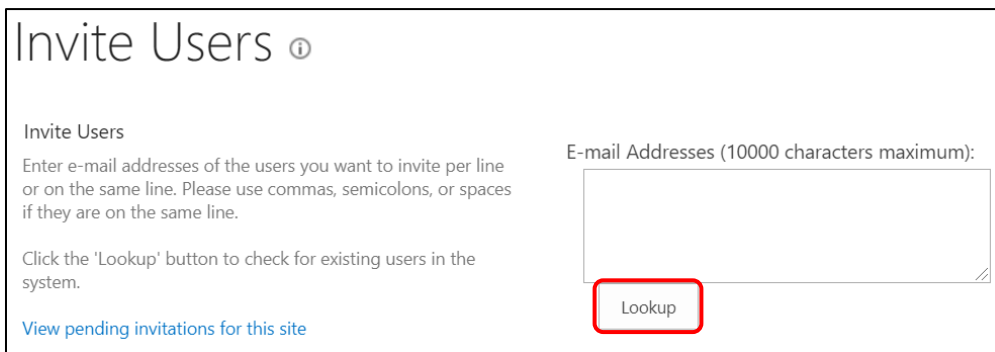 Invite Users
Invite Users
Enter e-mail addresses of the users you want to invite per line
or on the same line. Please use commas, semicolons, or spaces
if they are on the same line.
Click the 'Lookup' button to check for existing users in the
system.
View pending invitations for this site
E-mail Addresses (10000 characters maximum):
Lookup